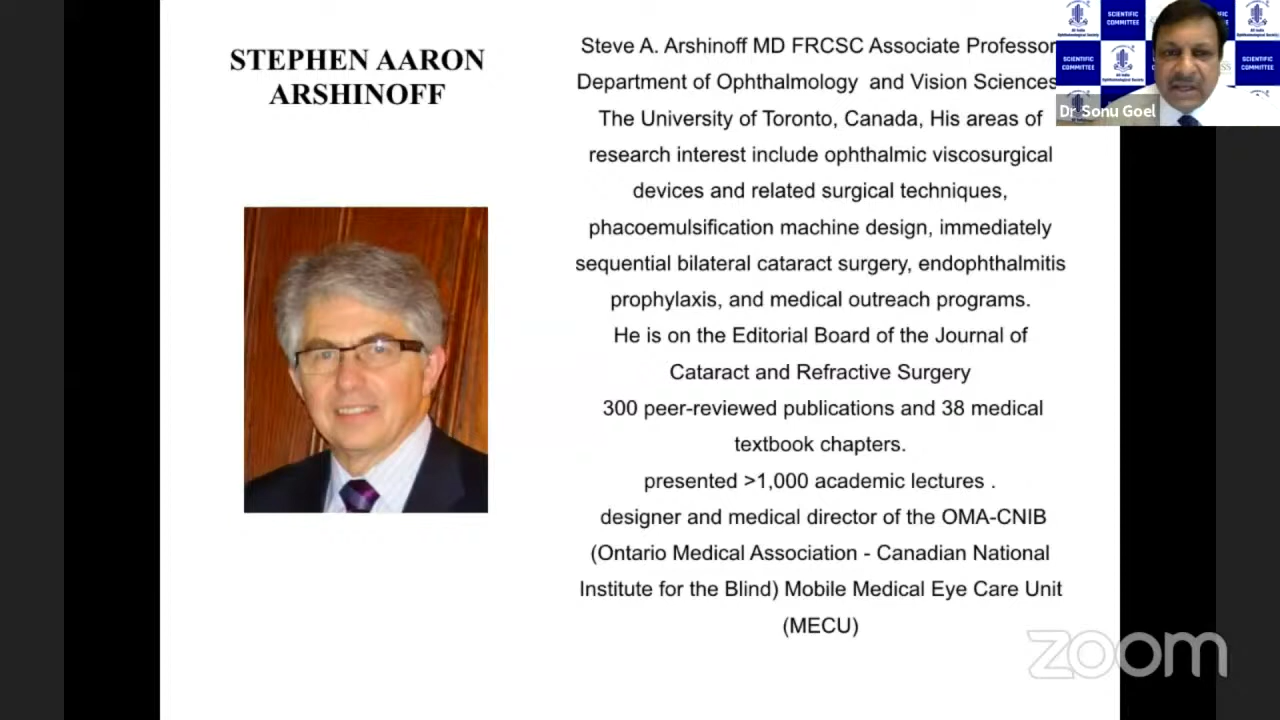 STEPHEN AARON
ARSHINOFF
Steve A. Arshinoff MD FRCSC Associate Professor
Department of Ophthalmology and Vision Sciences
The University of Toronto, Canada, His areas of
research interest include ophthalmic viscosurgical
devices and related surgical techniques,
phacoemulsification machine design, immediately
sequential bilateral cataract surgery, endophthalmitis
prophylaxis, and medical outreach programs.
He is on the Editorial Board of the Journal of
Cataract and Refractive Surgery
300 peer-reviewed publications and 38 medical
textbook chapters.
presented >1,000 academic lectures .
designer and medical director of the OMA-CNIB
(Ontario Medical Association - Canadian National
Institute for the Blind) Mobile Medical Eye Care Unit
(MECU)
SCIENTIFIC
COMMITTEE
SCIENTIFIC
COMMITTEE
SCIENTIFIC
COMMITTEE
Dr Sonu Goel
zoom